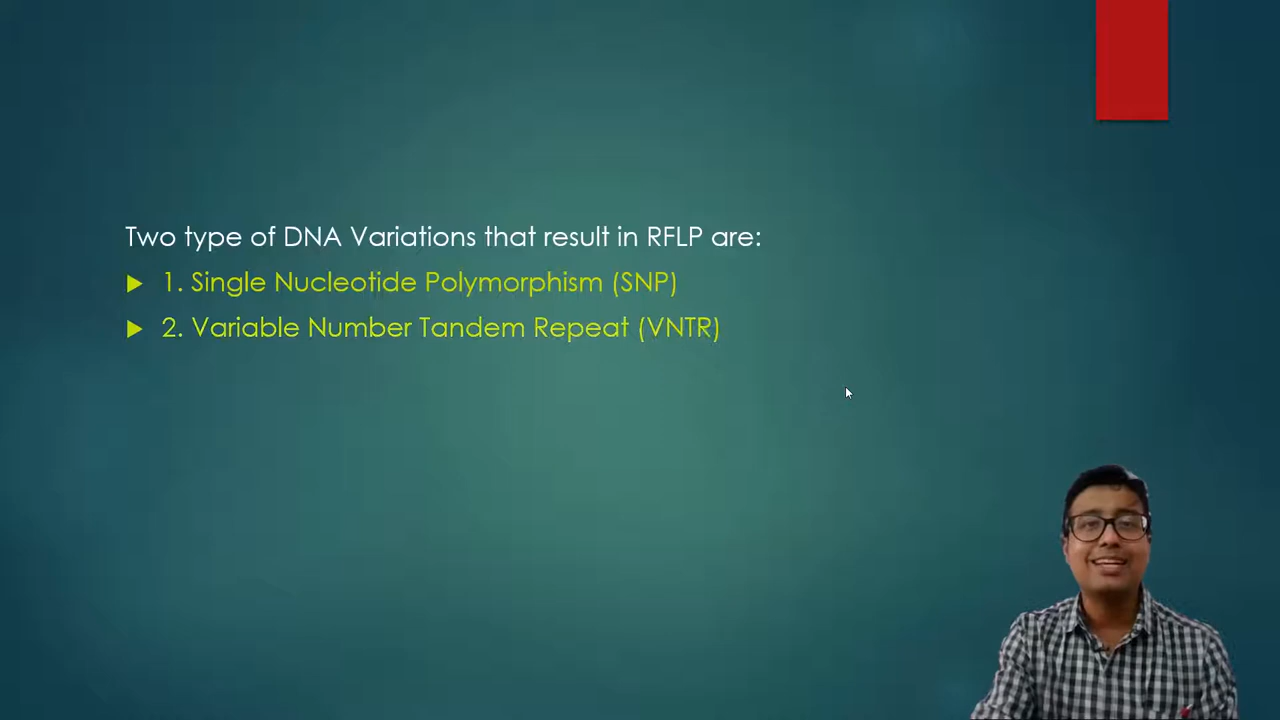 Two type of DNA Variations that result in RFLP are:
1. Single Nucleotide Polymorphism (SNP)
2. Variable Number Tandem Repeat (VNTR)